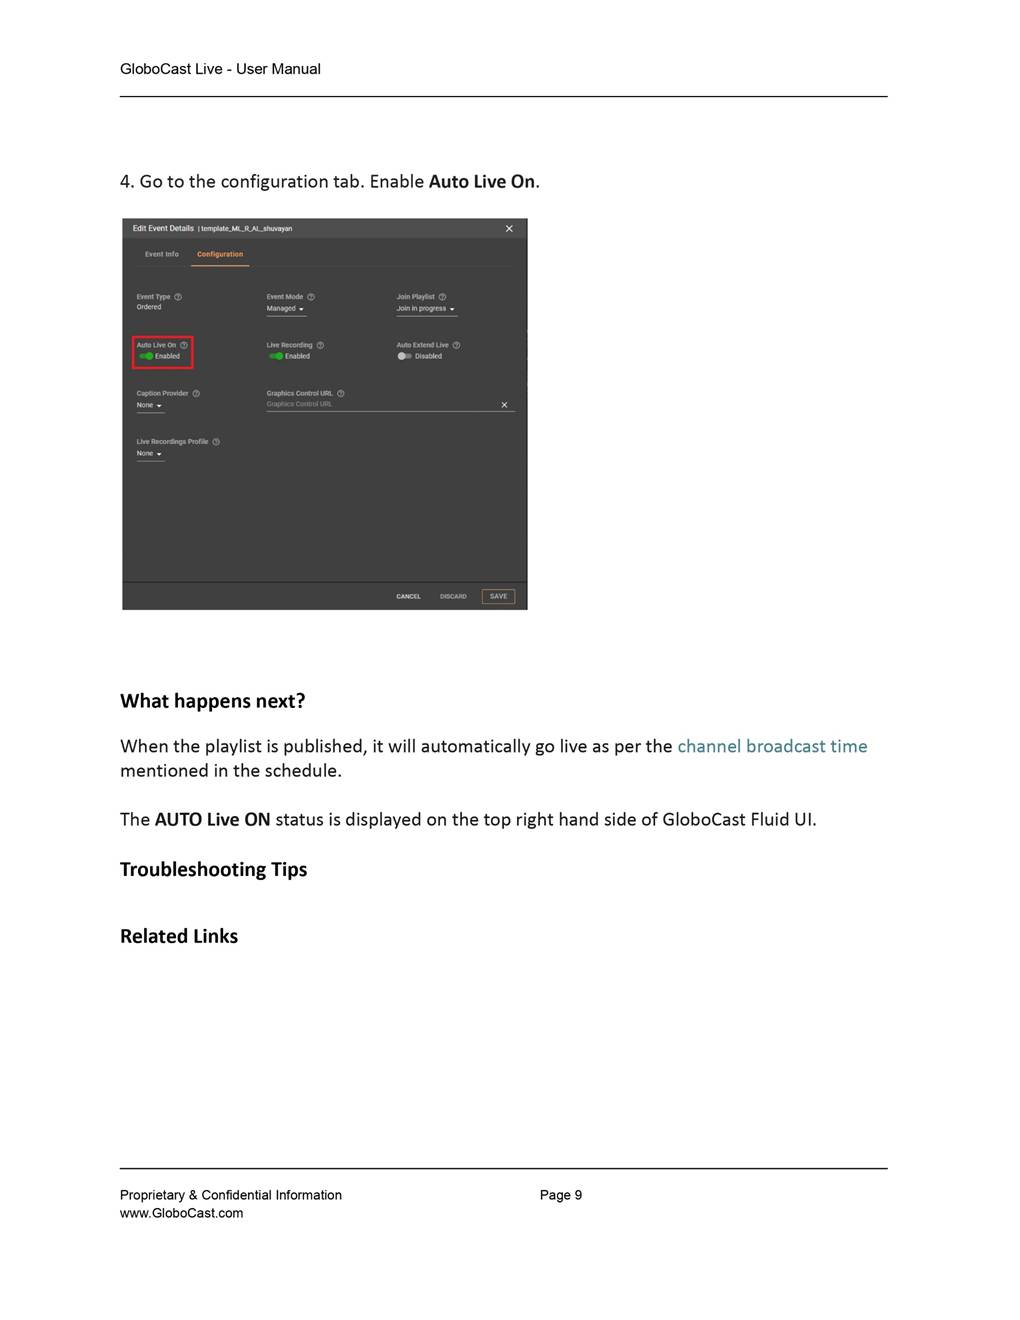 GloboCast Live - User Manual
4. Go to the configuration tab. Enable Auto Live On.
Edit Event Details | template_ML_R_AL_shuvayan
Event Info Configuration
Event Type Event Mode Join Playlist
Ordered Managed Join in progress
Auto Live On Live Recording Auto Extend Live
Enabled Enabled Disabled
Caption Provider Graphics Control URL
None Graphics Control URL
Live Recordings Profile
None
CANCEL DISCARD SAVE
What happens next?
When the playlist is published, it will automatically go live as per the channel broadcast time
mentioned in the schedule.
The AUTO Live ON status is displayed on the top right hand side of GloboCast Fluid UI.
Troubleshooting Tips
Related Links
Proprietary & Confidential Information Page 9
www.GloboCast.com